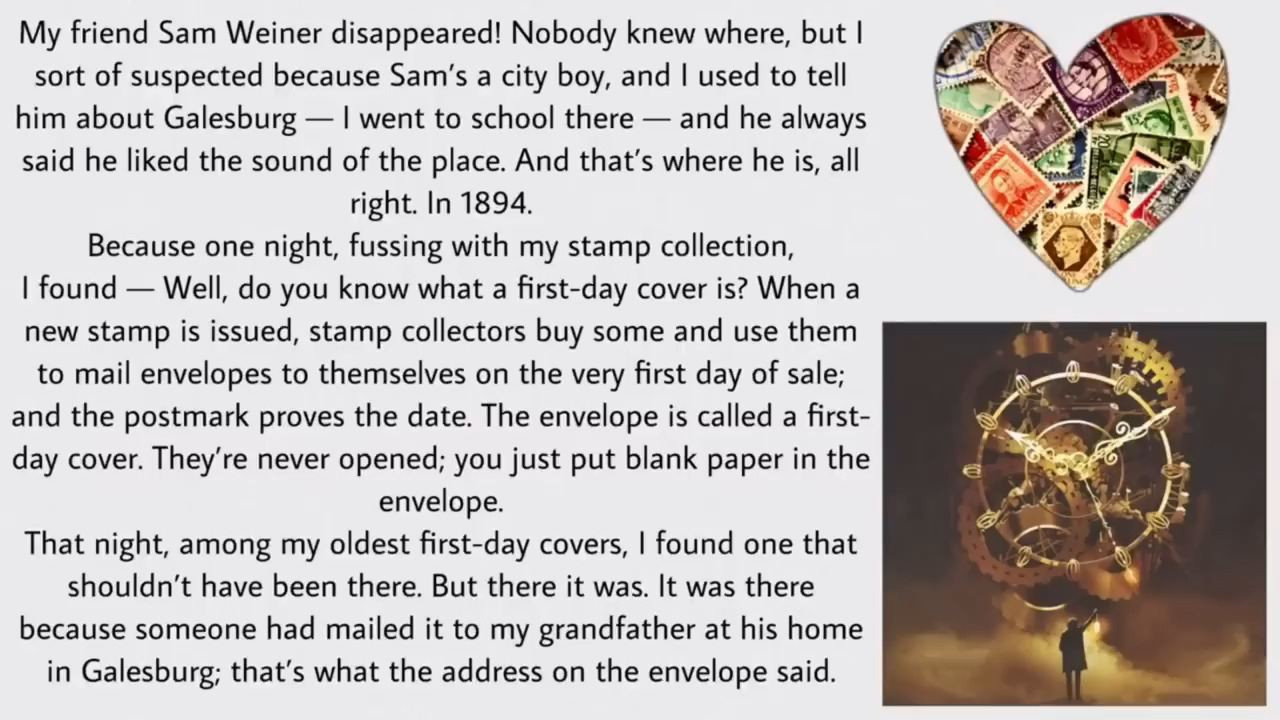 My friend Sam Weiner disappeared! Nobody knew where, but I
sort of suspected because Sam’s a city boy, and I used to tell
him about Galesburg — I went to school there — and he always
said he liked the sound of the place. And that’s where he is, all
right. In 1894.
Because one night, fussing with my stamp collection,
I found — Well, do you know what a first-day cover is? When a
new stamp is issued, stamp collectors buy some and use them
to mail envelopes to themselves on the very first day of sale;
and the postmark proves the date. The envelope is called a first-
day cover. They’re never opened; you just put blank paper in the
envelope.
That night, among my oldest first-day covers, I found one that
shouldn’t have been there. But there it was. It was there
because someone had mailed it to my grandfather at his home
in Galesburg; that’s what the address on the envelope said.